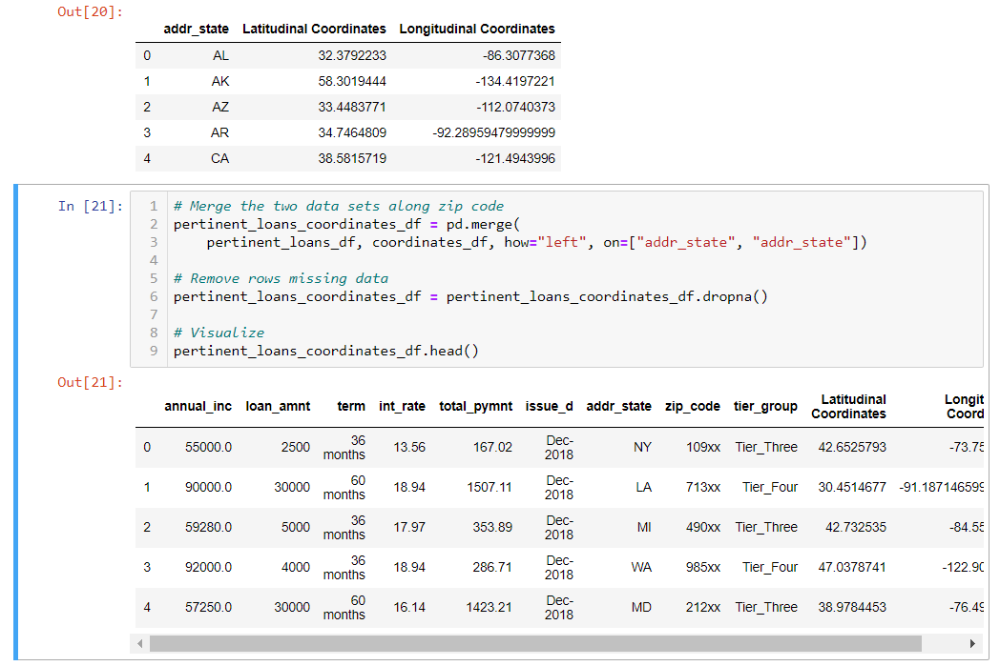 Out[20]:
addr_state Latitudinal Coordinates Longitudinal Coordinates
0 AL 32.3792233 -86.3077368
1 AK 58.3019444 -134.4197221
2 AZ 33.4483771 -112.0740373
3 AR 34.7464809 -92.28959479999999
4 CA 38.5815719 -121.4943996
In [21]:
1 # Merge the two data sets along zip code
2 pertinent_loans_coordinates_df = pd.merge(
3     pertinent_loans_df, coordinates_df, how="left", on=["addr_state", "addr_state"])
4
5 # Remove rows missing data
6 pertinent_loans_coordinates_df = pertinent_loans_coordinates_df.dropna()
7
8 # Visualize
9 pertinent_loans_coordinates_df.head()
Out[21]:
annual_inc loan_amnt term int_rate total_pymnt issue_d addr_state zip_code tier_group Latitudinal Longit
Coordinates Coord
0 55000.0 2500 36 13.56 167.02 Dec- NY 109xx Tier_Three 42.6525793 -73.75
months 2018
1 90000.0 30000 60 18.94 1507.11 Dec- LA 713xx Tier_Four 30.4514677 -91.187146599
months 2018
2 59280.0 5000 36 17.97 353.89 Dec- MI 490xx Tier_Three 42.732535 -84.55
months 2018
3 92000.0 4000 36 18.94 286.71 Dec- WA 985xx Tier_Four 47.0378741 -122.90
months 2018
4 57250.0 30000 60 16.14 1423.21 Dec- MD 212xx Tier_Three 38.9784453 -76.49
months 2018